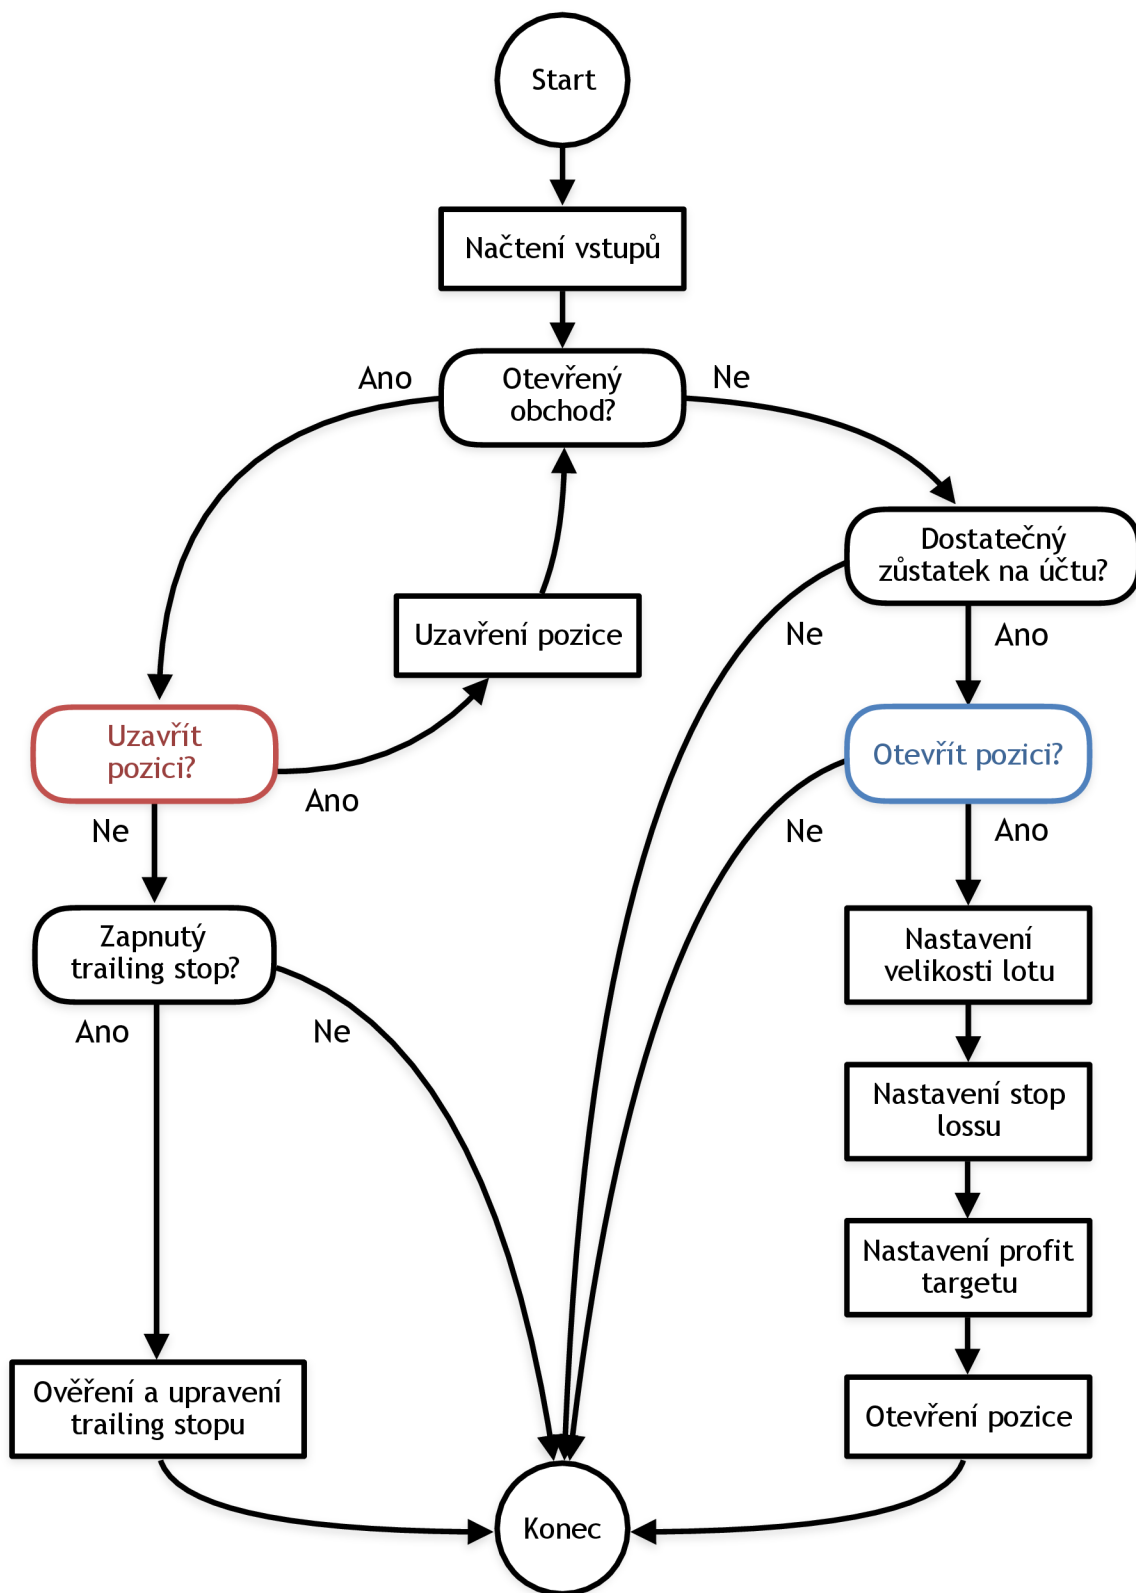 Start
Načtení vstupů
Ano
Otevřený
obchod?
Ne
Dostatečný
zůstatek na účtu?
Uzavření pozice
Ne
Ano
Uzavřít
pozici?
Otevřít pozici?
Ano
Ne
Ne
Ano
Zapnutý
trailing stop?
Nastavení
velikosti lotu
Ano
Ne
Nastavení stop
lossu
Nastavení profit
targetu
Ověření a upravení
trailing stopu
Otevření pozice
Konec